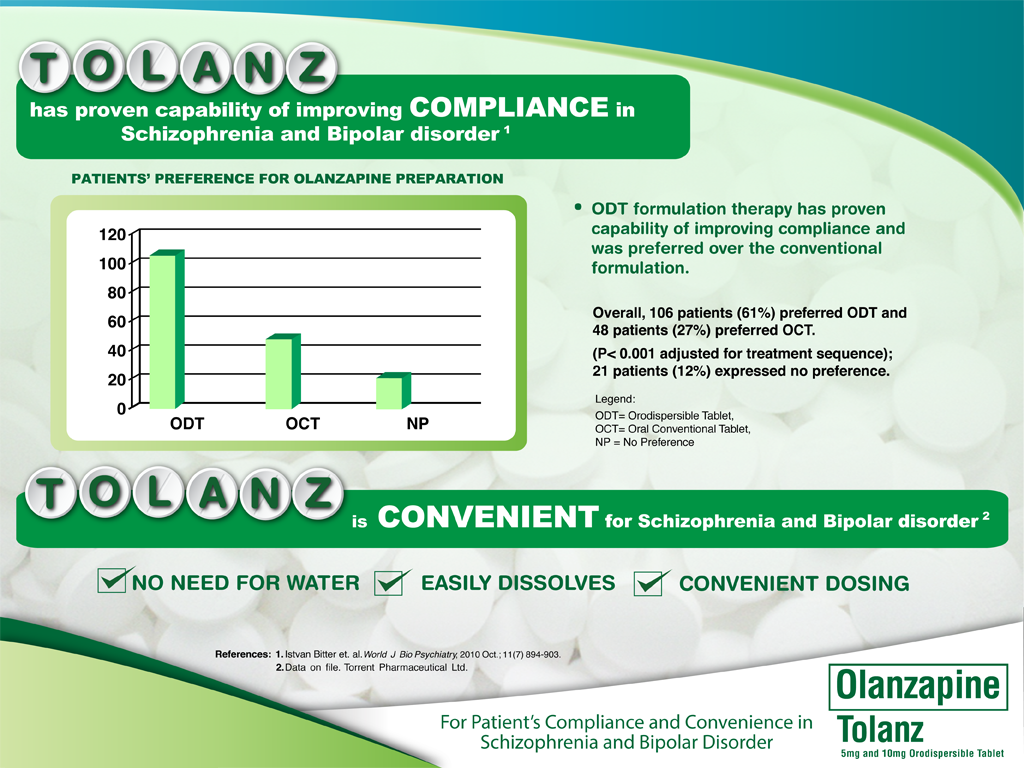 TOLANZ
has proven capability of improving COMPLIANCE in
Schizophrenia and Bipolar disorder 1
PATIENTS' PREFERENCE FOR OLANZAPINE PREPARATION
120
100
80
60
40
20
0
ODT OCT NP
• ODT formulation therapy has proven
capability of improving compliance and
was preferred over the conventional
formulation.
Overall, 106 patients (61%) preferred ODT and
48 patients (27%) preferred OCT.
(P< 0.001 adjusted for treatment sequence);
21 patients (12%) expressed no preference.
Legend:
ODT= Orodispersible Tablet,
OCT= Oral Conventional Tablet,
NP = No Preference
TOLANZ is CONVENIENT for Schizophrenia and Bipolar disorder 2
NO NEED FOR WATER EASILY DISSOLVES CONVENIENT DOSING
References: 1. Istvan Bitter et. al. World J Bio Psychiatry, 2010 Oct.; 11(7) 894-903.
2. Data on file. Torrent Pharmaceutical Ltd.
For Patient's Compliance and Convenience in
Schizophrenia and Bipolar Disorder
Olanzapine
Tolanz
5mg and 10mg Orodispersible Tablet